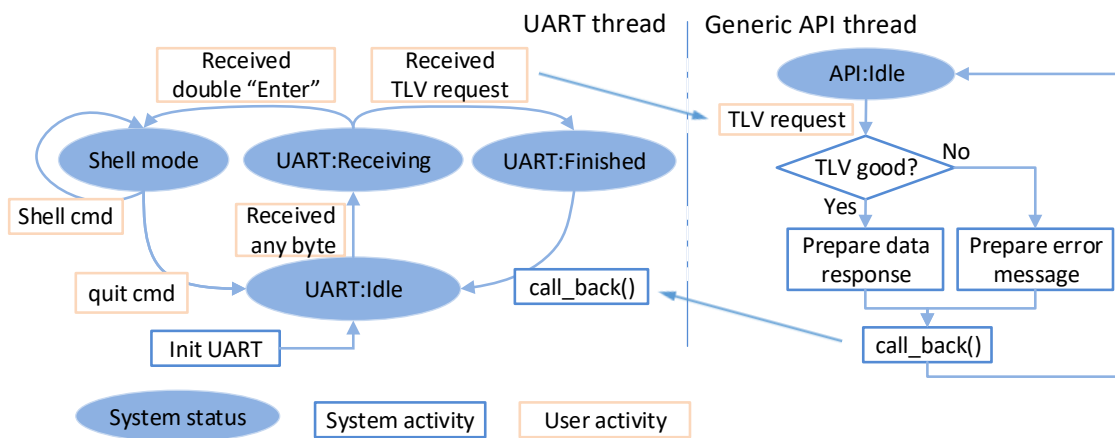 UART thread
Generic API thread
Received
double “Enter”
Received
TLV request
API:Idle
TLV request
Shell mode
UART:Receiving
UART:Finished
TLV good?
No
Yes
Shell cmd
Received
any byte
Prepare data
response
Prepare error
message
quit cmd
UART:Idle
call_back()
Init UART
call_back()
System status
System activity
User activity